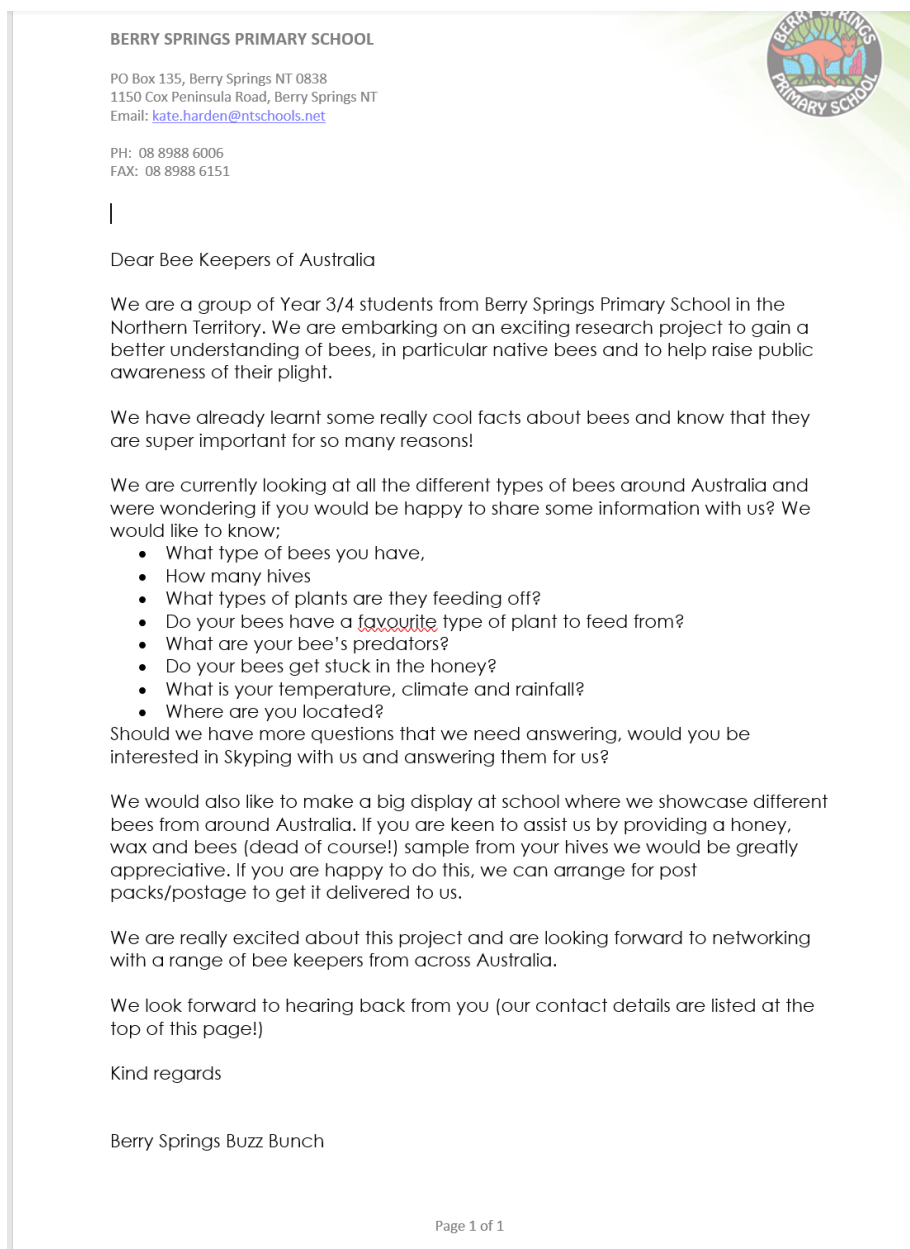 BERRY SPRINGS PRIMARY SCHOOL
BERRY SPRINGS
PRIMARY SCHOOL
PO Box 135, Berry Springs NT 0838
1150 Cox Peninsula Road, Berry Springs NT
Email: kate.harden@ntschools.net
PH: 08 8988 6006
FAX: 08 8988 6151
Dear Bee Keepers of Australia
We are a group of Year 3/4 students from Berry Springs Primary School in the
Northern Territory. We are embarking on an exciting research project to gain a
better understanding of bees, in particular native bees and to help raise public
awareness of their plight.
We have already learnt some really cool facts about bees and know that they
are super important for so many reasons!
We are currently looking at all the different types of bees around Australia and
were wondering if you would be happy to share some information with us? We
would like to know;
• What type of bees you have,
• How many hives
• What types of plants are they feeding off?
• Do your bees have a favourite type of plant to feed from?
• What are your bee's predators?
• Do your bees get stuck in the honey?
• What is your temperature, climate and rainfall?
• Where are you located?
Should we have more questions that we need answering, would you be
interested in Skyping with us and answering them for us?
We would also like to make a big display at school where we showcase different
bees from around Australia. If you are keen to assist us by providing a honey,
wax and bees (dead of course!) sample from your hives we would be greatly
appreciative. If you are happy to do this, we can arrange for post
packs/postage to get it delivered to us.
We are really excited about this project and are looking forward to networking
with a range of bee keepers from across Australia.
We look forward to hearing back from you (our contact details are listed at the
top of this page!)
Kind regards
Berry Springs Buzz Bunch
Page 1 of 1